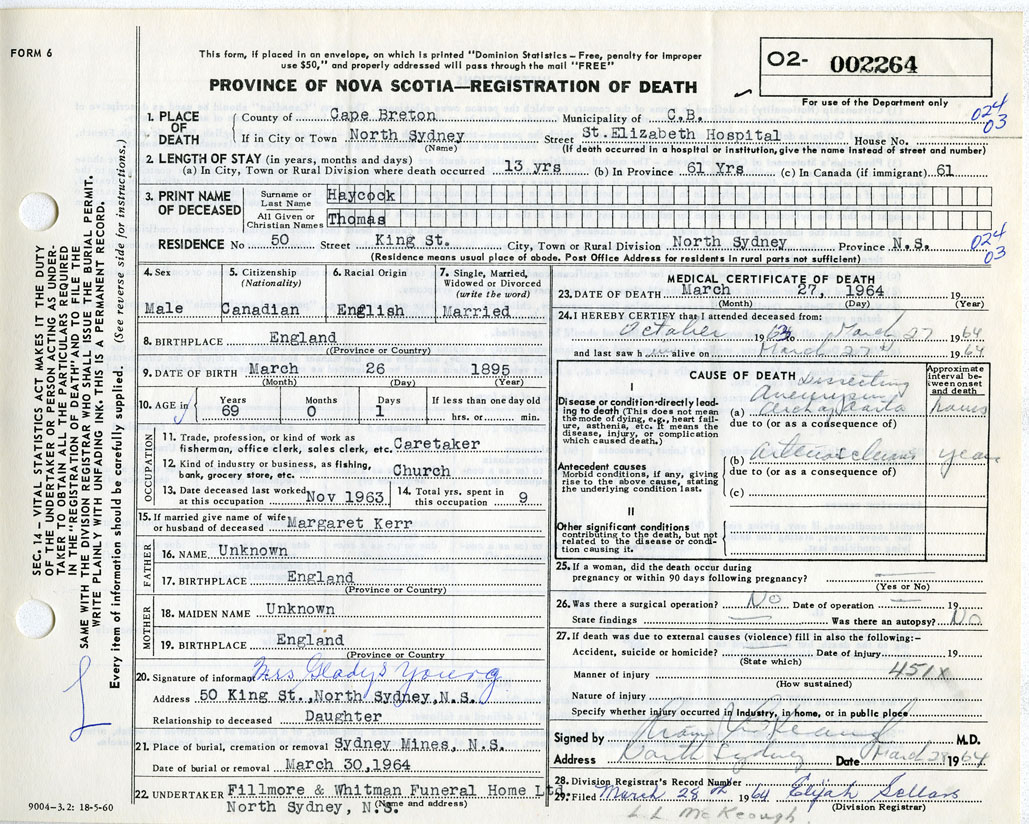 FORM 6
This form, if placed in an envelope, on which is printed "Dominion Statistics – Free, penalty for improper
use $50," and properly addressed will pass through the mail "FREE"
PROVINCE OF NOVA SCOTIA—REGISTRATION OF DEATH
02- 002264
For use of the Department only
024
03
1. PLACE OF DEATH
County of Cape Breton Municipality of C.B.
If in City or Town North Sydney Street St.Elizabeth Hospital House No.
(Name) (If death occurred in a hospital or institution, give the name instead of street and number)
2. LENGTH OF STAY (in years, months and days)
(a) In City, Town or Rural Division where death occurred 13 yrs (b) In Province 61 Yrs (c) In Canada (if immigrant) 61
3. PRINT NAME OF DECEASED
Surname or Last Name Haycock
All Given or Christian Names Thomas
RESIDENCE No 50 Street King St. City, Town or Rural Division North Sydney Province N.S.
024
03
(Residence means usual place of abode. Post Office Address for residents in rural parts not sufficient)
4. Sex
Male
5. Citizenship
(Nationality)
Canadian
6. Racial Origin
English
7. Single, Married, Widowed or Divorced
(write the word)
Married
8. BIRTHPLACE England
(Province or Country)
9. DATE OF BIRTH March 26 1895
(Month) (Day) (Year)
10. AGE in Years 69 Months 0 Days 1 If less than one day old
hrs. or min.
OCCUPATION
11. Trade, profession, or kind of work as
fisherman, office clerk, sales clerk, etc. Caretaker
12. Kind of industry or business, as fishing,
bank, grocery store, etc. Church
13. Date deceased last worked at this occupation Nov 1963
14. Total yrs. spent in this occupation 9
15. If married give name of wife
or husband of deceased Margaret Kerr
FATHER
16. NAME Unknown
17. BIRTHPLACE England
(Province or Country)
MOTHER
18. MAIDEN NAME Unknown
19. BIRTHPLACE England
(Province or Country)
20. Signature of informant Mrs Gladys Young
Address 50 King St.,North Sydney,N.S.
Relationship to deceased Daughter
21. Place of burial, cremation or removal Sydney Mines, N.S.
Date of burial or removal March 30,1964
22. UNDERTAKER Fillmore & Whitman Funeral Home Ltd
North Sydney, N.S.
(Name and address)
MEDICAL CERTIFICATE OF DEATH
23. DATE OF DEATH March 27, 1964 19
(Month) (Day) (Year)
24. I HEREBY CERTIFY that I attended deceased from:
October 1963 to March 27 1964
and last saw him alive on March 27 1964
CAUSE OF DEATH
Approximate interval between onset and death
I
Disease or condition directly leading to death (This does not
mean the mode of dying, e.g., heart failure, asthenia, etc. It means the
disease, injury, or complication
which caused death.)
Dissecting
(a) Aneurysm
hours
due to (or as a consequence of)
Antecedent causes
Morbid conditions, if any, giving
rise to the above cause, stating
the underlying condition last.
(b) years
due to (or as a consequence of)
(c)
II
Other significant conditions
contributing to the death, but not
related to the disease or condition causing it.
25. If a woman, did the death occur during
pregnancy or within 90 days following pregnancy?
(Yes or No)
26. Was there a surgical operation? No Date of operation 19
State findings Was there an autopsy? No
27. If death was due to external causes (violence) fill in also the following:–
Accident, suicide or homicide? Date of injury 19
(State which)
Manner of injury 451X
(How sustained)
Nature of injury
Specify whether injury occurred in industry, in home, or in public place
Signed by M.D.
Address North Sydney Date March 28 1964
28. Division Registrar's Record Number
29. Filed March 28th 1964 Elijah Sellars
(Division Registrar)
L L McKeough
SEC. 14 – VITAL STATISTICS ACT MAKES IT THE DUTY
OF THE UNDERTAKER OR PERSON ACTING AS UNDER-
TAKER TO OBTAIN ALL THE PARTICULARS REQUIRED
IN THE "REGISTRATION OF DEATH" AND TO FILE THE
SAME WITH THE DIVISION REGISTRAR WHO SHALL ISSUE THE BURIAL PERMIT.
WRITE PLAINLY WITH UNFADING INK. THIS IS A PERMANENT RECORD.
Every item of information should be carefully supplied. (See reverse side for instructions.)
9004-3.2: 18-5-60